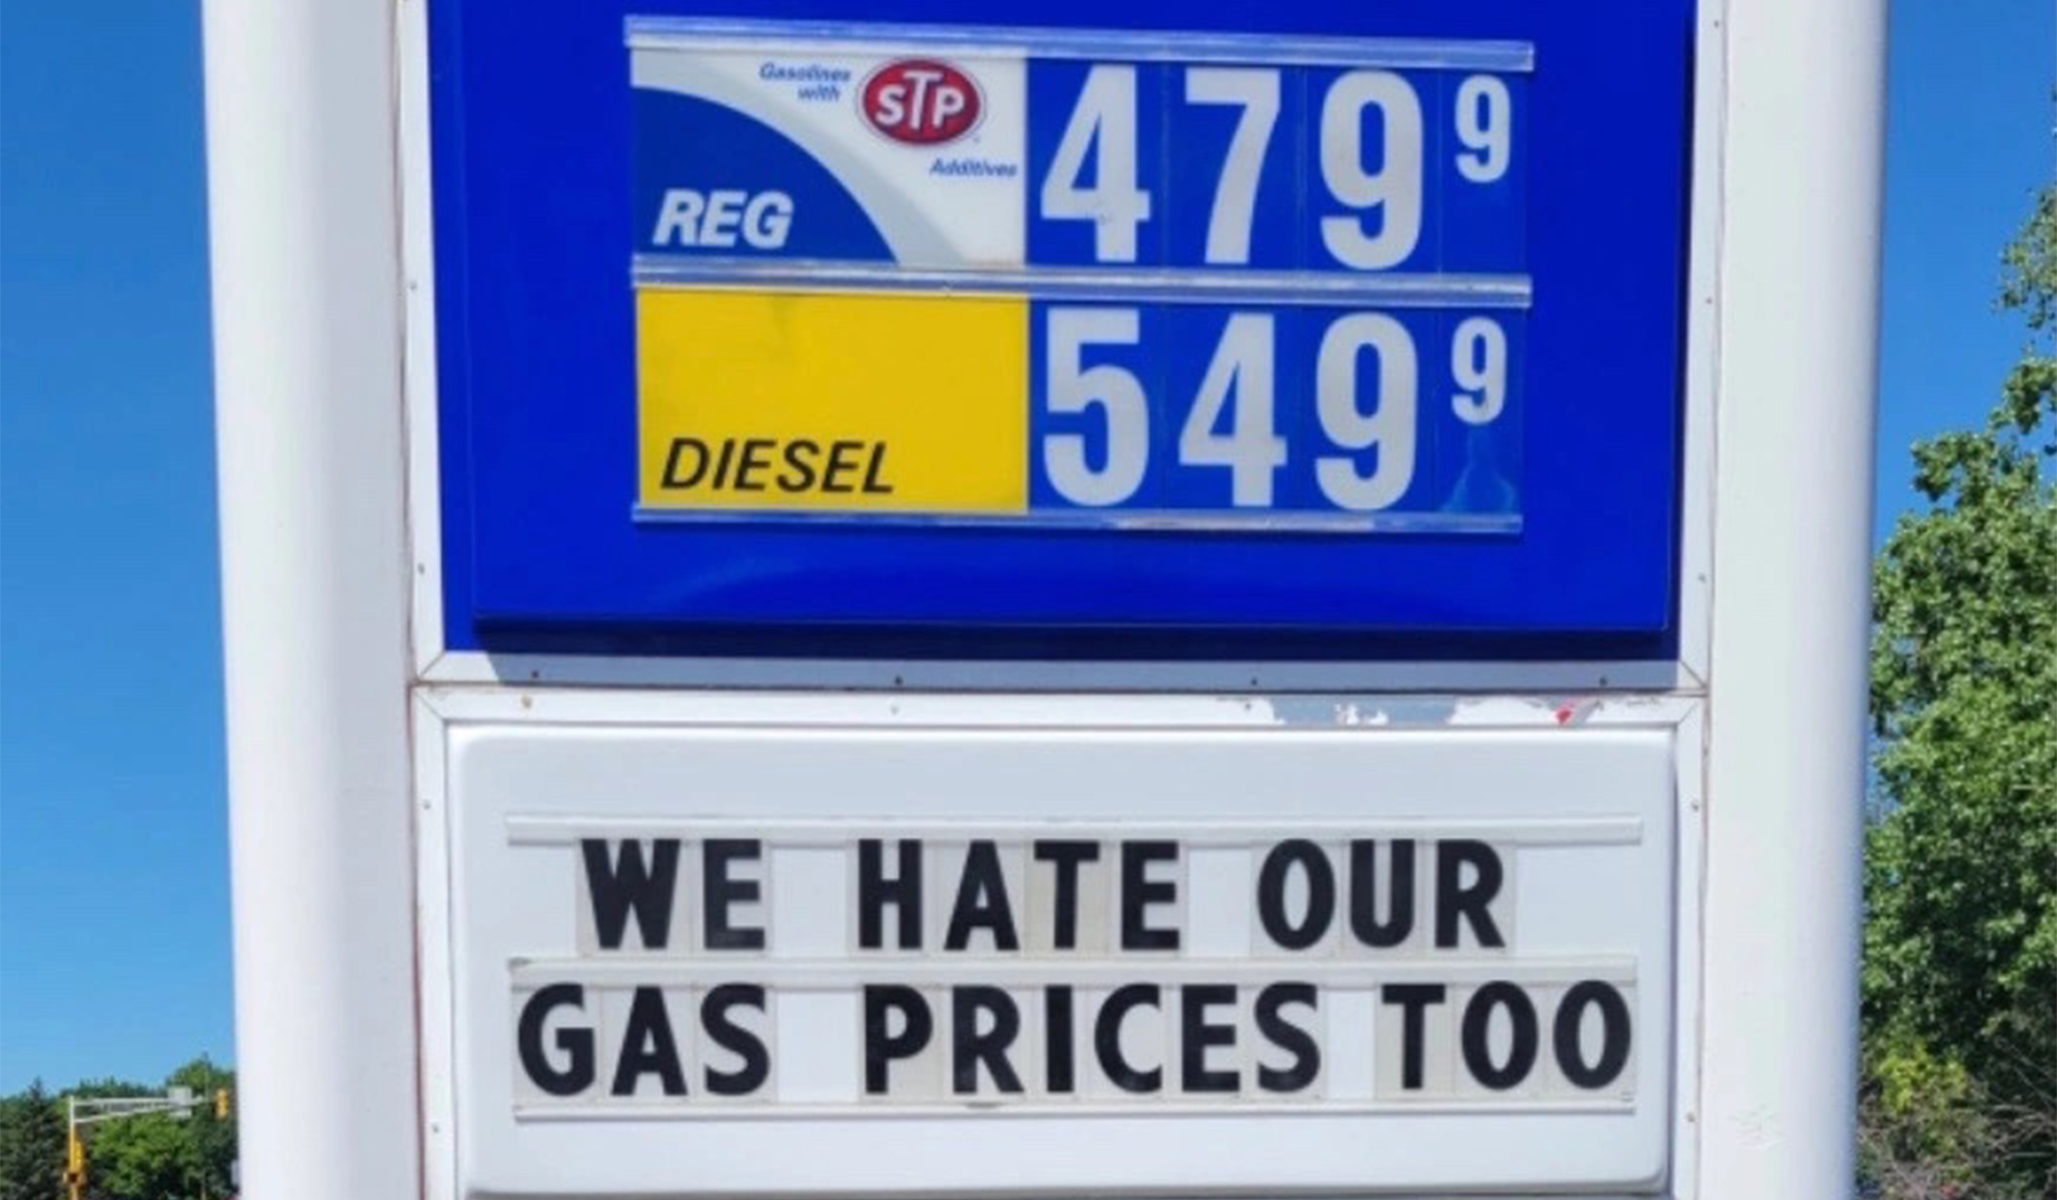 Gasolines
with
STP
Additives
REG 4799
DIESEL 5499
WE HATE OUR
GAS PRICES TOO